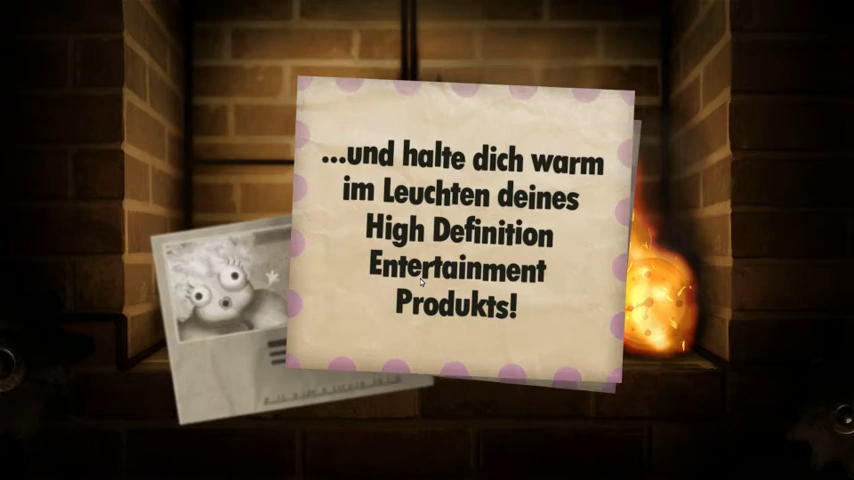 ...und halte dich warm
im Leuchten deines
High Definition
Entertainment
Produkts!